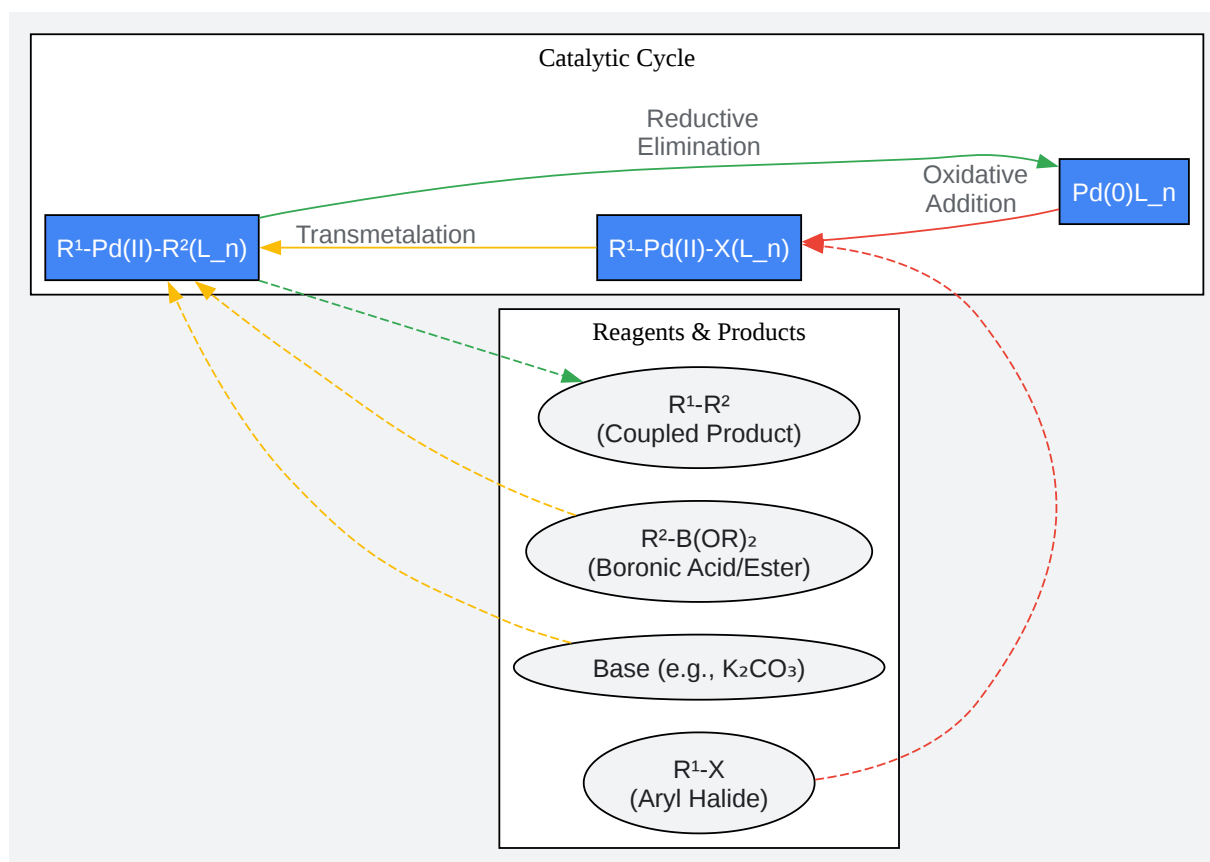 Catalytic Cycle
Reductive
Elimination
Oxidative
Addition
Pd(0)L_n
R¹-Pd(II)-R²(L_n)
Transmetalation
R¹-Pd(II)-X(L_n)
Reagents & Products
R¹-R²
(Coupled Product)
R²-B(OR)₂
(Boronic Acid/Ester)
Base (e.g., K₂CO₃)
R¹-X
(Aryl Halide)